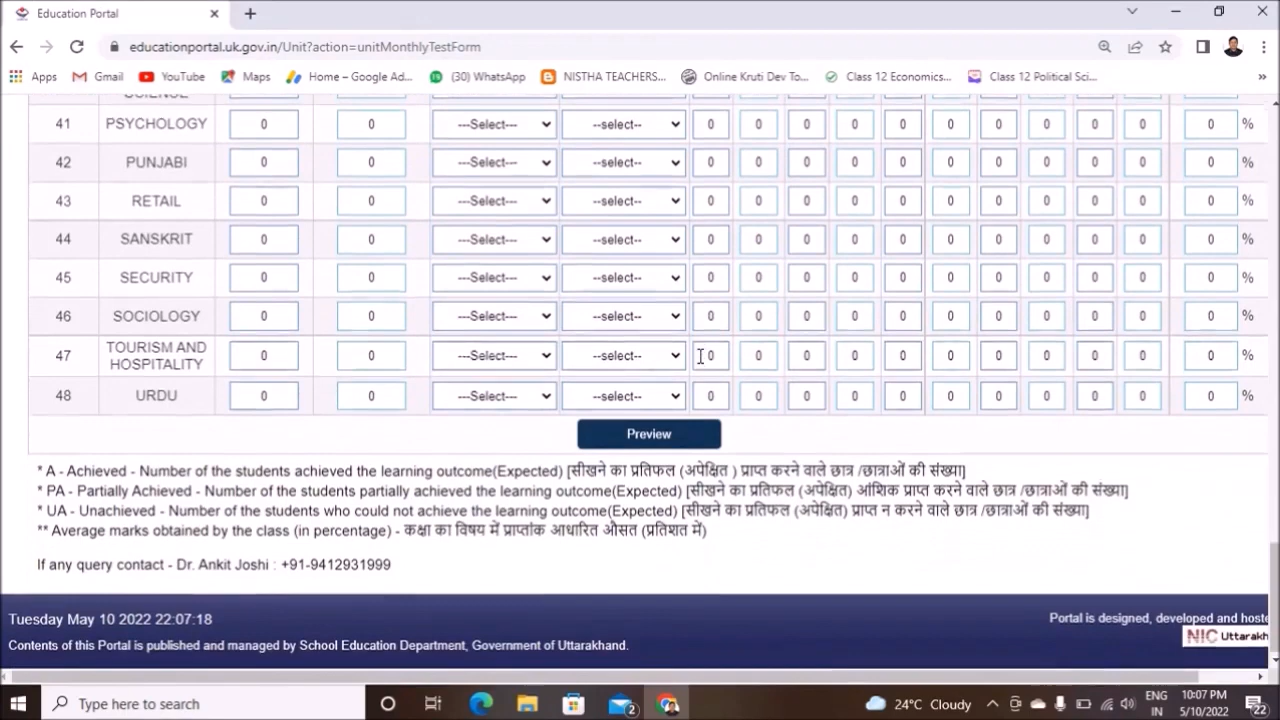 Education Portal
educationportal.uk.gov.in/Unit?action=unitMonthlyTestForm
Apps Gmail YouTube Maps Home – Google Ad... (30) WhatsApp NISTHA TEACHERS... Online Kruti Dev To... Class 12 Economics... Class 12 Political Sci... »
SCIENCE
41 PSYCHOLOGY 0 0 ---Select--- --select-- 0 0 0 0 0 0 0 0 0 0 0 %
42 PUNJABI 0 0 ---Select--- --select-- 0 0 0 0 0 0 0 0 0 0 0 %
43 RETAIL 0 0 ---Select--- --select-- 0 0 0 0 0 0 0 0 0 0 0 %
44 SANSKRIT 0 0 ---Select--- --select-- 0 0 0 0 0 0 0 0 0 0 0 %
45 SECURITY 0 0 ---Select--- --select-- 0 0 0 0 0 0 0 0 0 0 0 %
46 SOCIOLOGY 0 0 ---Select--- --select-- 0 0 0 0 0 0 0 0 0 0 0 %
47 TOURISM AND HOSPITALITY 0 0 ---Select--- --select-- 0 0 0 0 0 0 0 0 0 0 0 %
48 URDU 0 0 ---Select--- --select-- 0 0 0 0 0 0 0 0 0 0 0 %
Preview
* A - Achieved - Number of the students achieved the learning outcome(Expected) [सीखने का प्रतिफल (अपेक्षित ) प्राप्त करने वाले छात्र /छात्राओं की संख्या]
* PA - Partially Achieved - Number of the students partially achieved the learning outcome(Expected) [सीखने का प्रतिफल (अपेक्षित) आंशिक प्राप्त करने वाले छात्र /छात्राओं की संख्या]
* UA - Unachieved - Number of the students who could not achieve the learning outcome(Expected) [सीखने का प्रतिफल (अपेक्षित) प्राप्त न करने वाले छात्र /छात्राओं की संख्या]
** Average marks obtained by the class (in percentage) - कक्षा का विषय में प्राप्तांक आधारित औसत (प्रतिशत में)
If any query contact - Dr. Ankit Joshi : +91-9412931999
Tuesday May 10 2022 22:07:18
Portal is designed, developed and hoste
Contents of this Portal is published and managed by School Education Department, Government of Uttarakhand.
NIC Uttarakh
Type here to search
2
24°C Cloudy
ENG
IN
10:07 PM
5/10/2022
22